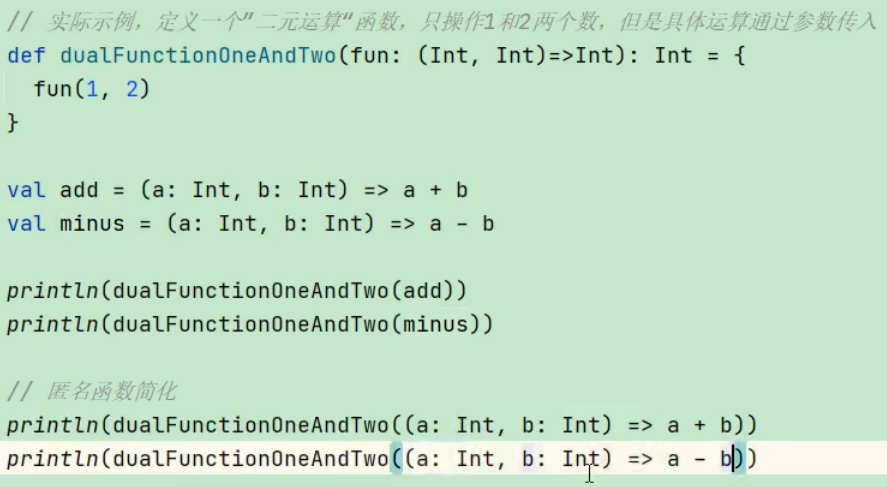 // 实际示例，定义一个”二元运算“函数，只操作1和2两个数，但是具体运算通过参数传入
def dualFunctionOneAndTwo(fun: (Int, Int)=>Int): Int = {
  fun(1, 2)
}
val add = (a: Int, b: Int) => a + b
val minus = (a: Int, b: Int) => a - b
println(dualFunctionOneAndTwo(add))
println(dualFunctionOneAndTwo(minus))
// 匿名函数简化
println(dualFunctionOneAndTwo((a: Int, b: Int) => a + b))
println(dualFunctionOneAndTwo((a: Int, b: Int) => a - b))